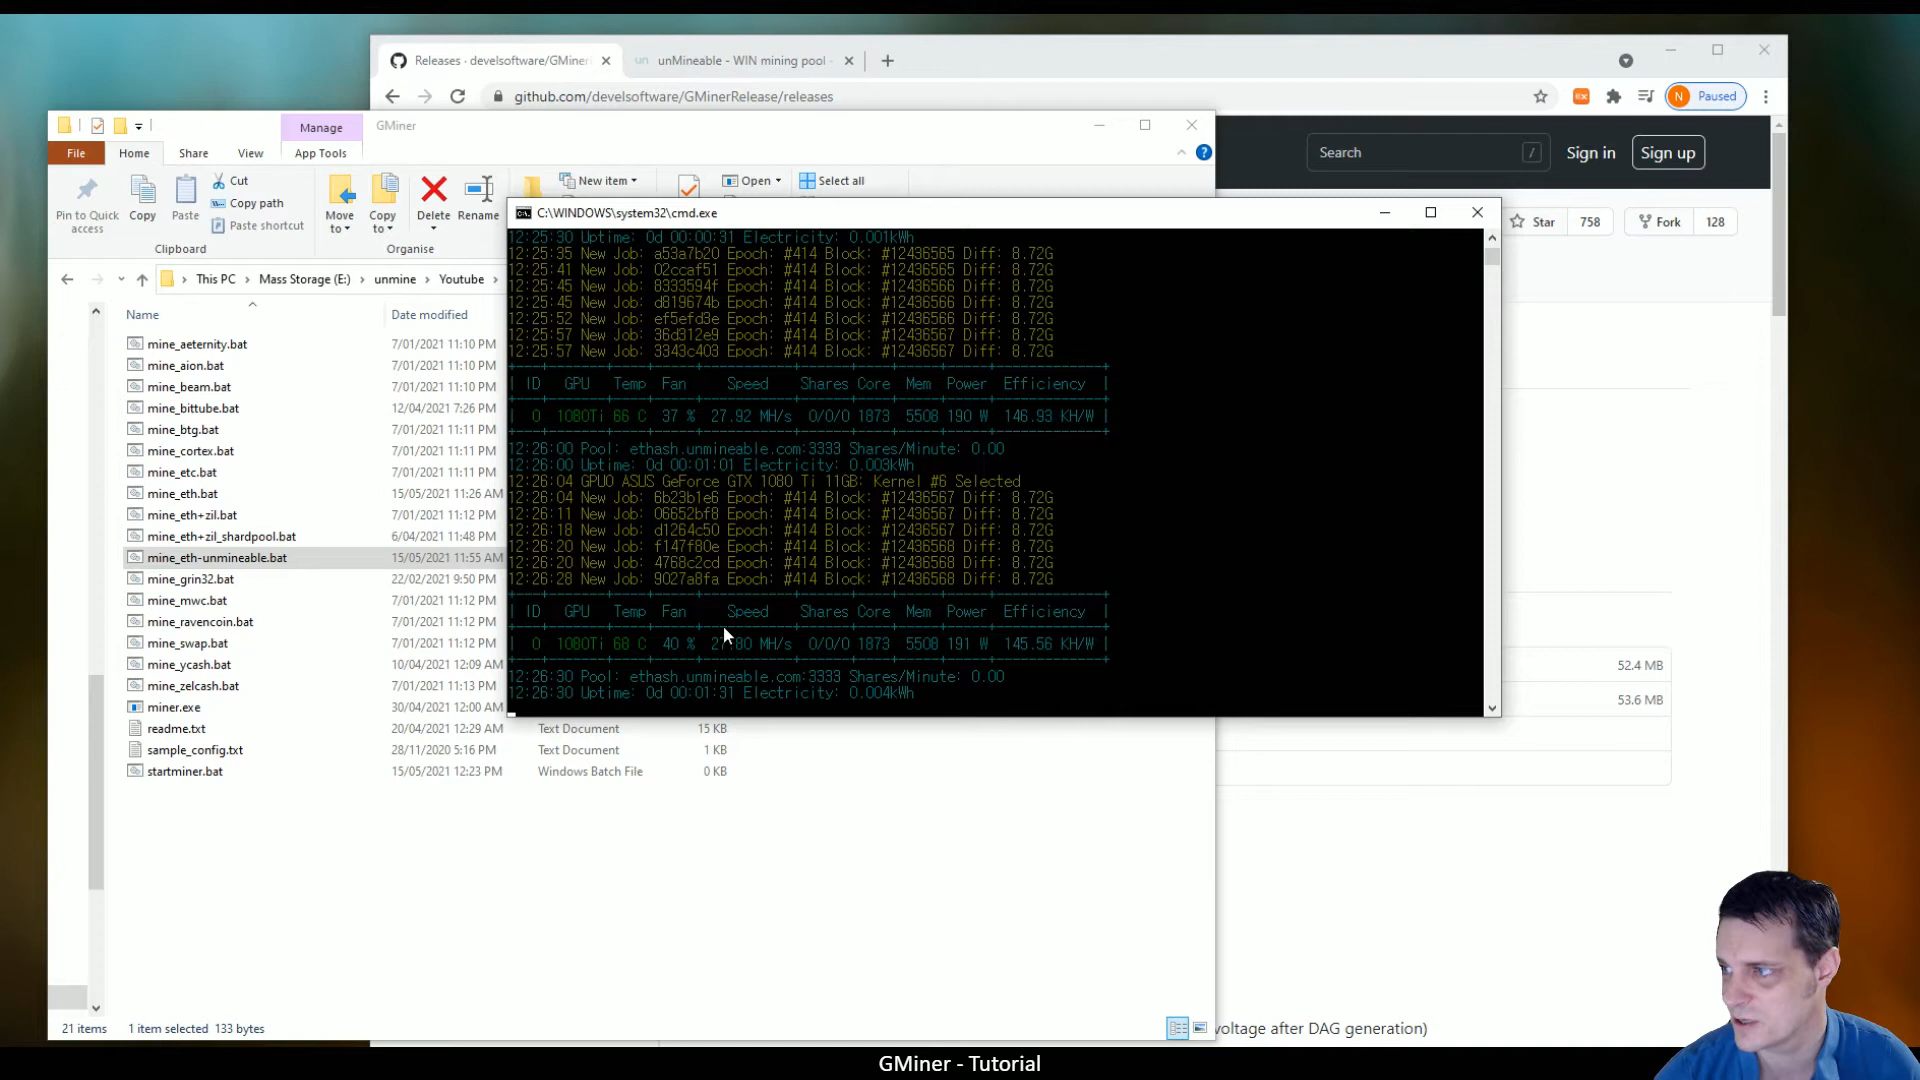 Releases · develsoftware/GMinerR
unMineable - WIN mining pool -
github.com/develsoftware/GMinerRelease/releases
N Paused
Manage
GMiner
File
Home
Share
View
App Tools
Search
/
Sign in
Sign up
Pin to Quick access
Copy
Paste
Cut
Copy path
Paste shortcut
Move to
Copy to
Delete
Rename
New item
Open
Select all
Clipboard
Organise
Star
758
Fork
128
This PC
Mass Storage (E:)
unmine
Youtube
Name
Date modified
mine_aeternity.bat 7/01/2021 11:10 PM
mine_aion.bat 7/01/2021 11:10 PM
mine_beam.bat 7/01/2021 11:10 PM
mine_bittube.bat 12/04/2021 7:26 PM
mine_btg.bat 7/01/2021 11:11 PM
mine_cortex.bat 7/01/2021 11:11 PM
mine_etc.bat 7/01/2021 11:11 PM
mine_eth.bat 15/05/2021 11:26 AM
mine_eth+zil.bat 7/01/2021 11:12 PM
mine_eth+zil_shardpool.bat 6/04/2021 11:48 PM
mine_eth-unmineable.bat 15/05/2021 11:55 AM
mine_grin32.bat 22/02/2021 9:50 PM
mine_mwc.bat 7/01/2021 11:12 PM
mine_ravencoin.bat 7/01/2021 11:12 PM
mine_swap.bat 7/01/2021 11:12 PM
mine_ycash.bat 10/04/2021 12:09 AM
mine_zelcash.bat 7/01/2021 11:13 PM
miner.exe 30/04/2021 12:00 AM
readme.txt 20/04/2021 12:29 AM Text Document 15 KB
sample_config.txt 28/11/2020 5:16 PM Text Document 1 KB
startminer.bat 15/05/2021 12:23 PM Windows Batch File 0 KB
C:\WINDOWS\system32\cmd.exe
12:25:30 Uptime: 0d 00:00:31 Electricity: 0.001kWh
12:25:35 New Job: a53a7b20 Epoch: #414 Block: #12436565 Diff: 8.72G
12:25:41 New Job: 02ccaf51 Epoch: #414 Block: #12436565 Diff: 8.72G
12:25:45 New Job: 8333594f Epoch: #414 Block: #12436566 Diff: 8.72G
12:25:45 New Job: d819674b Epoch: #414 Block: #12436566 Diff: 8.72G
12:25:52 New Job: ef5efd3e Epoch: #414 Block: #12436566 Diff: 8.72G
12:25:57 New Job: 36d312e9 Epoch: #414 Block: #12436567 Diff: 8.72G
12:25:57 New Job: 3343c403 Epoch: #414 Block: #12436567 Diff: 8.72G
| ID GPU Temp Fan Speed Shares Core Mem Power Efficiency |
| 0 1080Ti 66 C 37 % 27.92 MH/s 0/0/0 1873 5508 190 W 146.93 KH/W |
12:26:00 Pool: ethash.unmineable.com:3333 Shares/Minute: 0.00
12:26:00 Uptime: 0d 00:01:01 Electricity: 0.003kWh
12:26:04 GPU0 ASUS GeForce GTX 1080 Ti 11GB: Kernel #6 Selected
12:26:04 New Job: 6b23b1e6 Epoch: #414 Block: #12436567 Diff: 8.72G
12:26:11 New Job: 06652bf8 Epoch: #414 Block: #12436567 Diff: 8.72G
12:26:18 New Job: d1264c50 Epoch: #414 Block: #12436567 Diff: 8.72G
12:26:20 New Job: f147f80e Epoch: #414 Block: #12436568 Diff: 8.72G
12:26:20 New Job: 4768c2cd Epoch: #414 Block: #12436568 Diff: 8.72G
12:26:28 New Job: 9027a8fa Epoch: #414 Block: #12436568 Diff: 8.72G
| ID GPU Temp Fan Speed Shares Core Mem Power Efficiency |
| 0 1080Ti 68 C 40 % 27.80 MH/s 0/0/0 1873 5508 191 W 145.56 KH/W |
12:26:30 Pool: ethash.unmineable.com:3333 Shares/Minute: 0.00
12:26:30 Uptime: 0d 00:01:31 Electricity: 0.004kWh
52.4 MB
53.6 MB
21 items
1 item selected 133 bytes
voltage after DAG generation)
GMiner - Tutorial